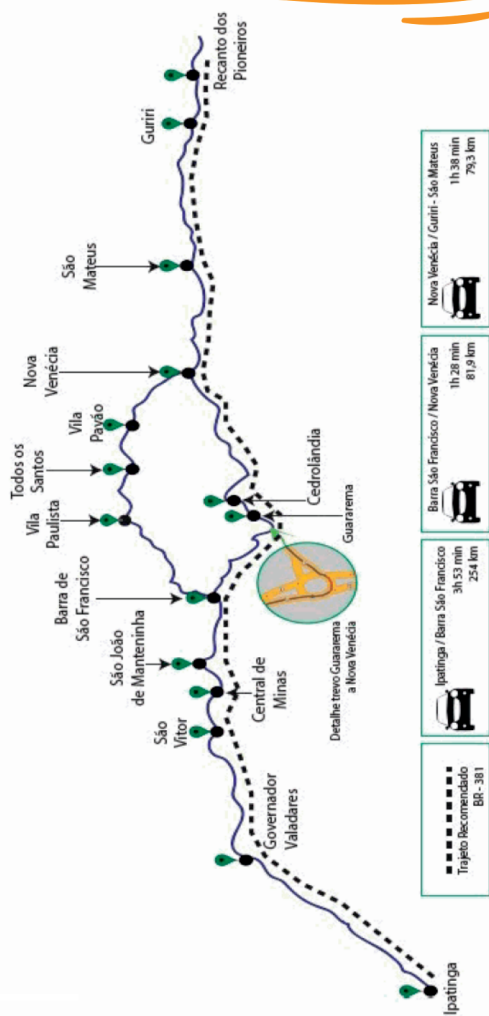 Ipatinga
Governador
Valadares
São
Vitor
Central de
Minas
São João
de Manteninha
Barra de
São Francisco
Vila
Paulista
Todos os
Santos
Vila
Pavão
Guararema
Cedrolândia
Detalhe trevo Guararema
a Nova Venécia
Nova
Venécia
São
Mateus
Guriri
Recanto dos
Pioneiros
Trajeto Recomendado
BR - 381
Ipatinga / Barra São Francisco
3h 53 min
254 km
Barra São Francisco / Nova Venécia
1h 28 min
81,9 km
Nova Venécia / Guriri - São Mateus
1h 38 min
79,3 km